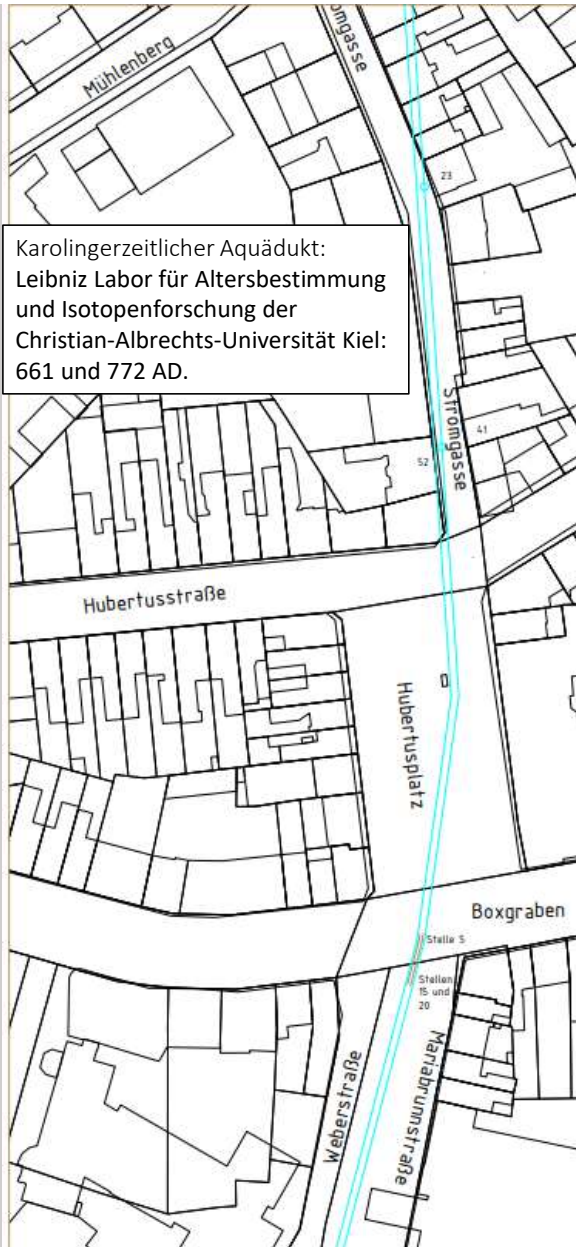 Mühlenberg
omgasse
23
Karolingerzeitlicher Aquädukt:
Leibniz Labor für Altersbestimmung
und Isotopenforschung der
Christian-Albrechts-Universität Kiel:
661 und 772 AD.
Stromgasse
41
52
Hubertusstraße
Hubertusplatz
Boxgraben
Stelle 5
Stellen
15 und
20
Weberstraße
Mariabrunnstraße